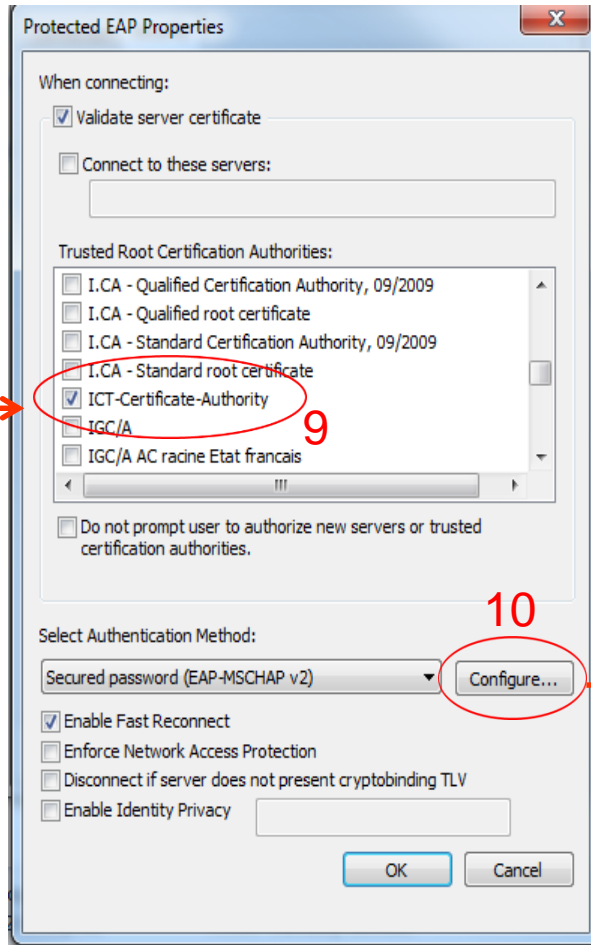 Protected EAP Properties
x
When connecting:
Validate server certificate
Connect to these servers:
Trusted Root Certification Authorities:
I.CA - Qualified Certification Authority, 09/2009
I.CA - Qualified root certificate
I.CA - Standard Certification Authority, 09/2009
I.CA - Standard root certificate
ICT-Certificate-Authority
9
IGC/A
IGC/A AC racine Etat francais
Do not prompt user to authorize new servers or trusted
certification authorities.
10
Select Authentication Method:
Secured password (EAP-MSCHAP v2)
Configure...
Enable Fast Reconnect
Enforce Network Access Protection
Disconnect if server does not present cryptobinding TLV
Enable Identity Privacy
OK
Cancel